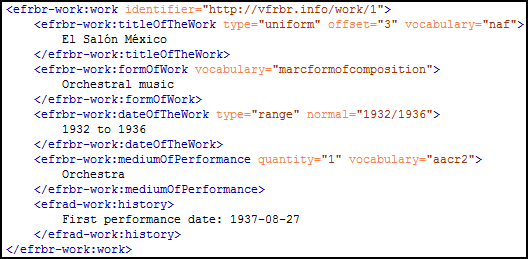 <efrbr-work:work identifier="http://vfrbr.info/work/1">
<efrbr-work:titleOfTheWork type="uniform" offset="3" vocabulary="naf">
El Salón México
</efrbr-work:titleOfTheWork>
<efrbr-work:formOfWork vocabulary="marcformofcomposition">
Orchestral music
</efrbr-work:formOfWork>
<efrbr-work:dateOfTheWork type="range" normal="1932/1936">
1932 to 1936
</efrbr-work:dateOfTheWork>
<efrbr-work:mediumOfPerformance quantity="1" vocabulary="aacr2">
Orchestra
</efrbr-work:mediumOfPerformance>
<efrad-work:history>
First performance date: 1937-08-27
</efrad-work:history>
</efrbr-work:work>